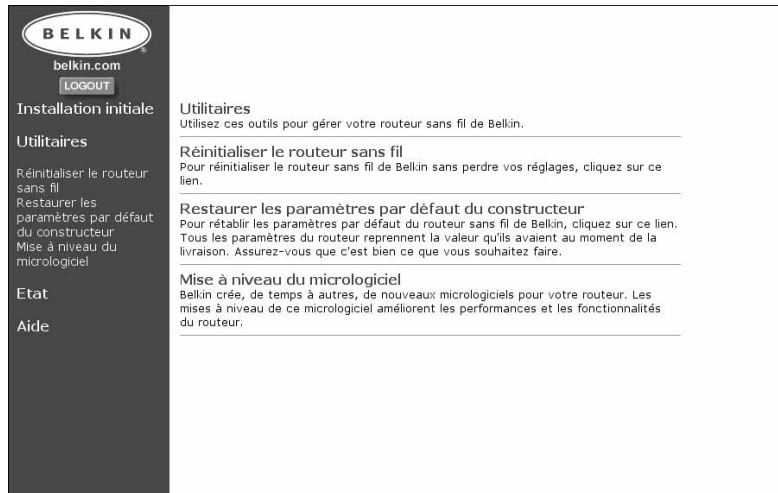 BELKIN
belkin.com
LOGOUT
Installation initiale
Utilitaires
Réinitialiser le routeur
sans fil
Restaurer les
paramètres par défaut
du constructeur
Mise à niveau du
micrologiciel
Etat
Aide
Utilitaires
Utilisez ces outils pour gérer votre routeur sans fil de Belkin.
Réinitialiser le routeur sans fil
Pour réinitialiser le routeur sans fil de Belkin sans perdre vos réglages, cliquez sur ce
lien.
Restaurer les paramètres par défaut du constructeur
Pour rétablir les paramètres par défaut du routeur sans fil de Belkin, cliquez sur ce lien.
Tous les paramètres du routeur reprennent la valeur qu'ils avaient au moment de la
livraison. Assurez-vous que c'est bien ce que vous souhaitez faire.
Mise à niveau du micrologiciel
Belkin crée, de temps à autres, de nouveaux micrologiciels pour votre routeur. Les
mises à niveau de ce micrologiciel améliorent les performances et les fonctionnalités
du routeur.